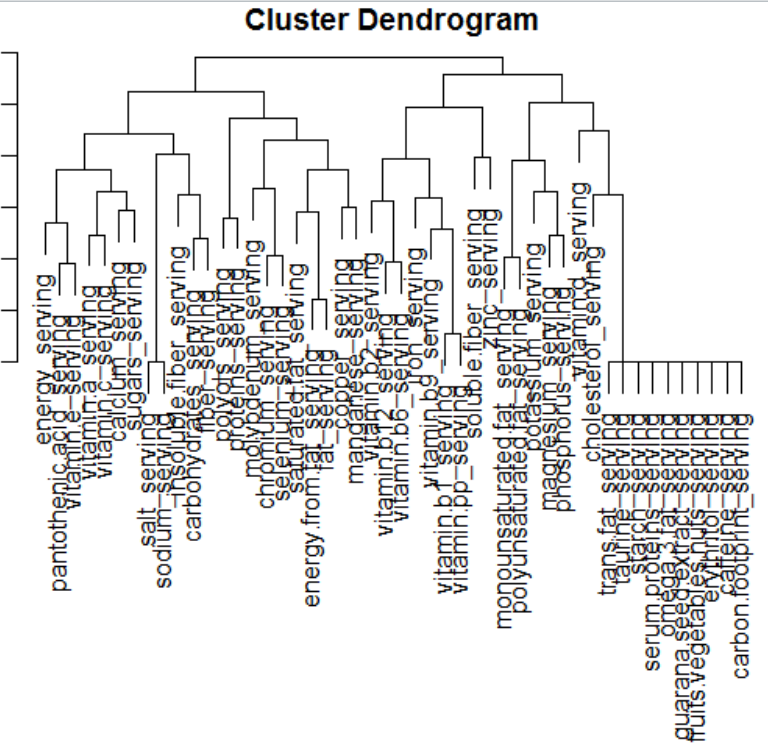 Cluster Dendrogram
energy_serving
pantothenic.acid_serving
vitamin.e_serving
vitamin.a_serving
vitamin.c_serving
calcium_serving
sugars_serving
salt_serving
sodium_serving
insoluble.fiber_serving
carbohydrates_serving
fiber_serving
polyols_serving
proteins_serving
molybdenum_serving
chromium_serving
selenium_serving
saturated.fat_serving
energy.from.fat_serving
fat_serving
copper_serving
manganese_serving
vitamin.b2_serving
vitamin.b12_serving
vitamin.b6_serving
iron_serving
vitamin.b9_serving
vitamin.b1_serving
vitamin.pp_serving
soluble.fiber_serving
zinc_serving
monounsaturated.fat_serving
polyunsaturated.fat_serving
potassium_serving
magnesium_serving
phosphorus_serving
vitamin.d_serving
cholesterol_serving
trans.fat_serving
taurine_serving
starch_serving
serum.proteins_serving
omega.3.fat_serving
guarana.seed.extract_serving
fruits.vegetables.nuts_serving
erythritol_serving
caffeine_serving
carbon.footprint_serving